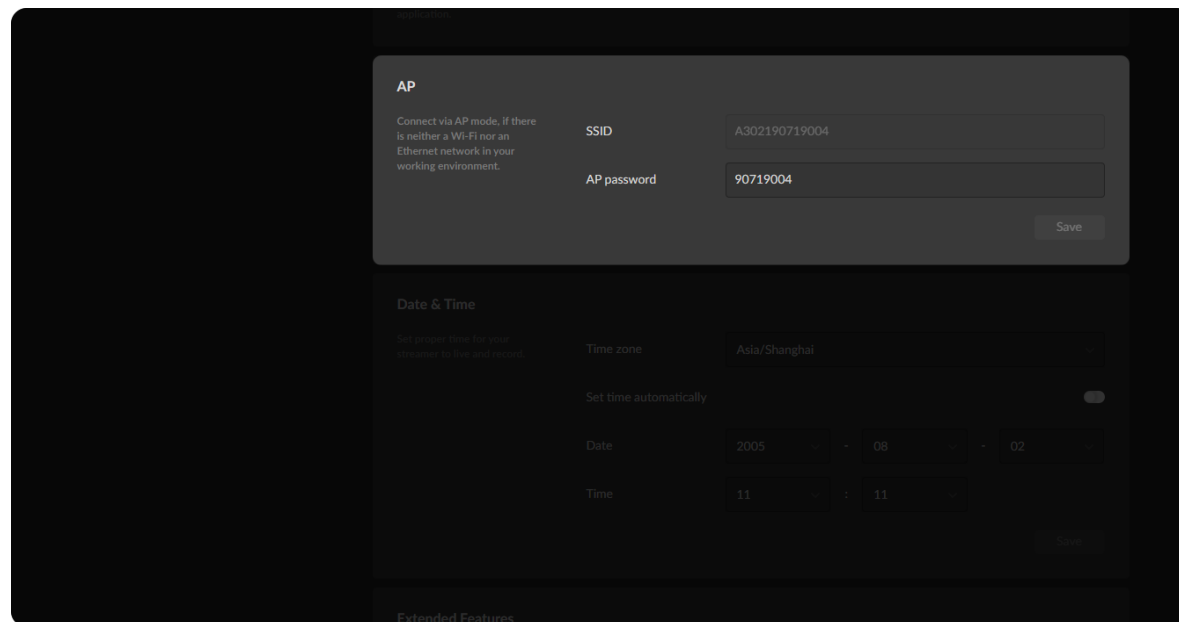 application.
AP
Connect via AP mode, if there
is neither a Wi-Fi nor an
Ethernet network in your
working environment.
SSID
A302190719004
AP password
90719004
Save
Date & Time
Set proper time for your
streamer to live and record.
Time zone
Asia/Shanghai
Set time automatically
Date
2005 - 08 - 02
Time
11 : 11
Save
Extended Features